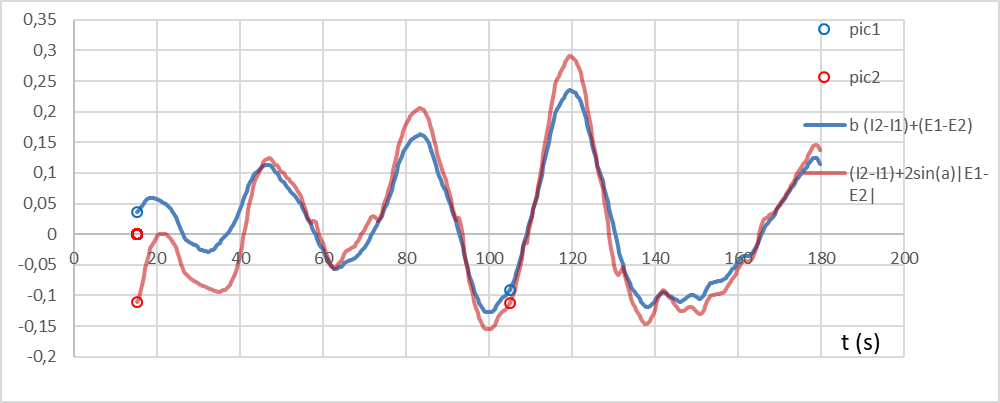 0,35
0,3
0,25
0,2
0,15
0,1
0,05
0
-0,05
-0,1
-0,15
-0,2
0 20 40 60 80 100 120 140 160 180 200
t (s)
pic1
pic2
b (I2-I1)+(E1-E2)
(I2-I1)+2sin(a)|E1-
E2|